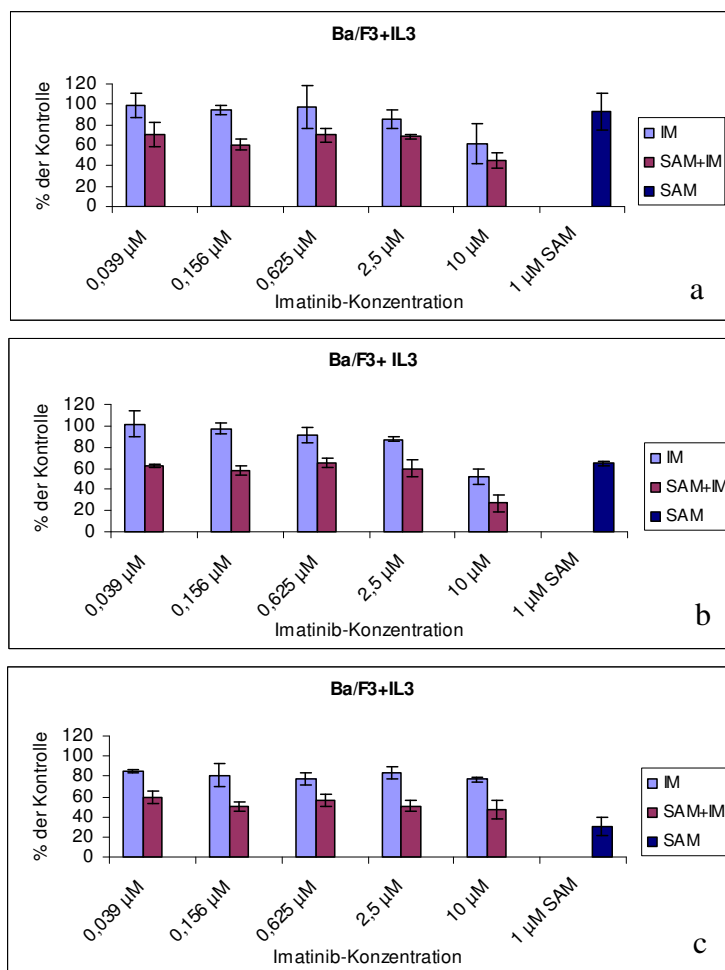 Ba/F3+IL3
% der Kontrolle
120
100
80
60
40
20
0
0,039 µM
0,156 µM
0,625 µM
2,5 µM
10 µM
1 µM SAM
Imatinib-Konzentration
IM
SAM+IM
SAM
a
Ba/F3+ IL3
% der Kontrolle
120
100
80
60
40
20
0
0,039 µM
0,156 µM
0,625 µM
2,5 µM
10 µM
1 µM SAM
Imatinib-Konzentration
IM
SAM+IM
SAM
b
Ba/F3+IL3
% der Kontrolle
120
100
80
60
40
20
0
0,039 µM
0,156 µM
0,625 µM
2,5 µM
10 µM
1 µM SAM
Imatinib-Konzentration
IM
SAM+IM
SAM
c